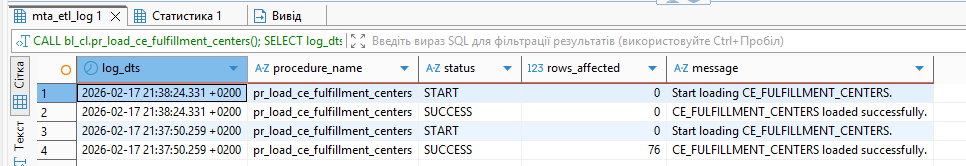 mta_etl_log 1 Статистика 1 Вивід
CALL bl_cl.pr_load_ce_fulfillment_centers(); SELECT log_dts Введіть вираз SQL для фільтрації результатів (використовуйте Ctrl+Пробіл)
Сітка
Текст
log_dts A-Z procedure_name A-Z status 123 rows_affected A-Z message
1 2026-02-17 21:38:24.331 +0200 pr_load_ce_fulfillment_centers START 0 Start loading CE_FULFILLMENT_CENTERS.
2 2026-02-17 21:38:24.331 +0200 pr_load_ce_fulfillment_centers SUCCESS 0 CE_FULFILLMENT_CENTERS loaded successfully.
3 2026-02-17 21:37:50.259 +0200 pr_load_ce_fulfillment_centers START 0 Start loading CE_FULFILLMENT_CENTERS.
4 2026-02-17 21:37:50.259 +0200 pr_load_ce_fulfillment_centers SUCCESS 76 CE_FULFILLMENT_CENTERS loaded successfully.